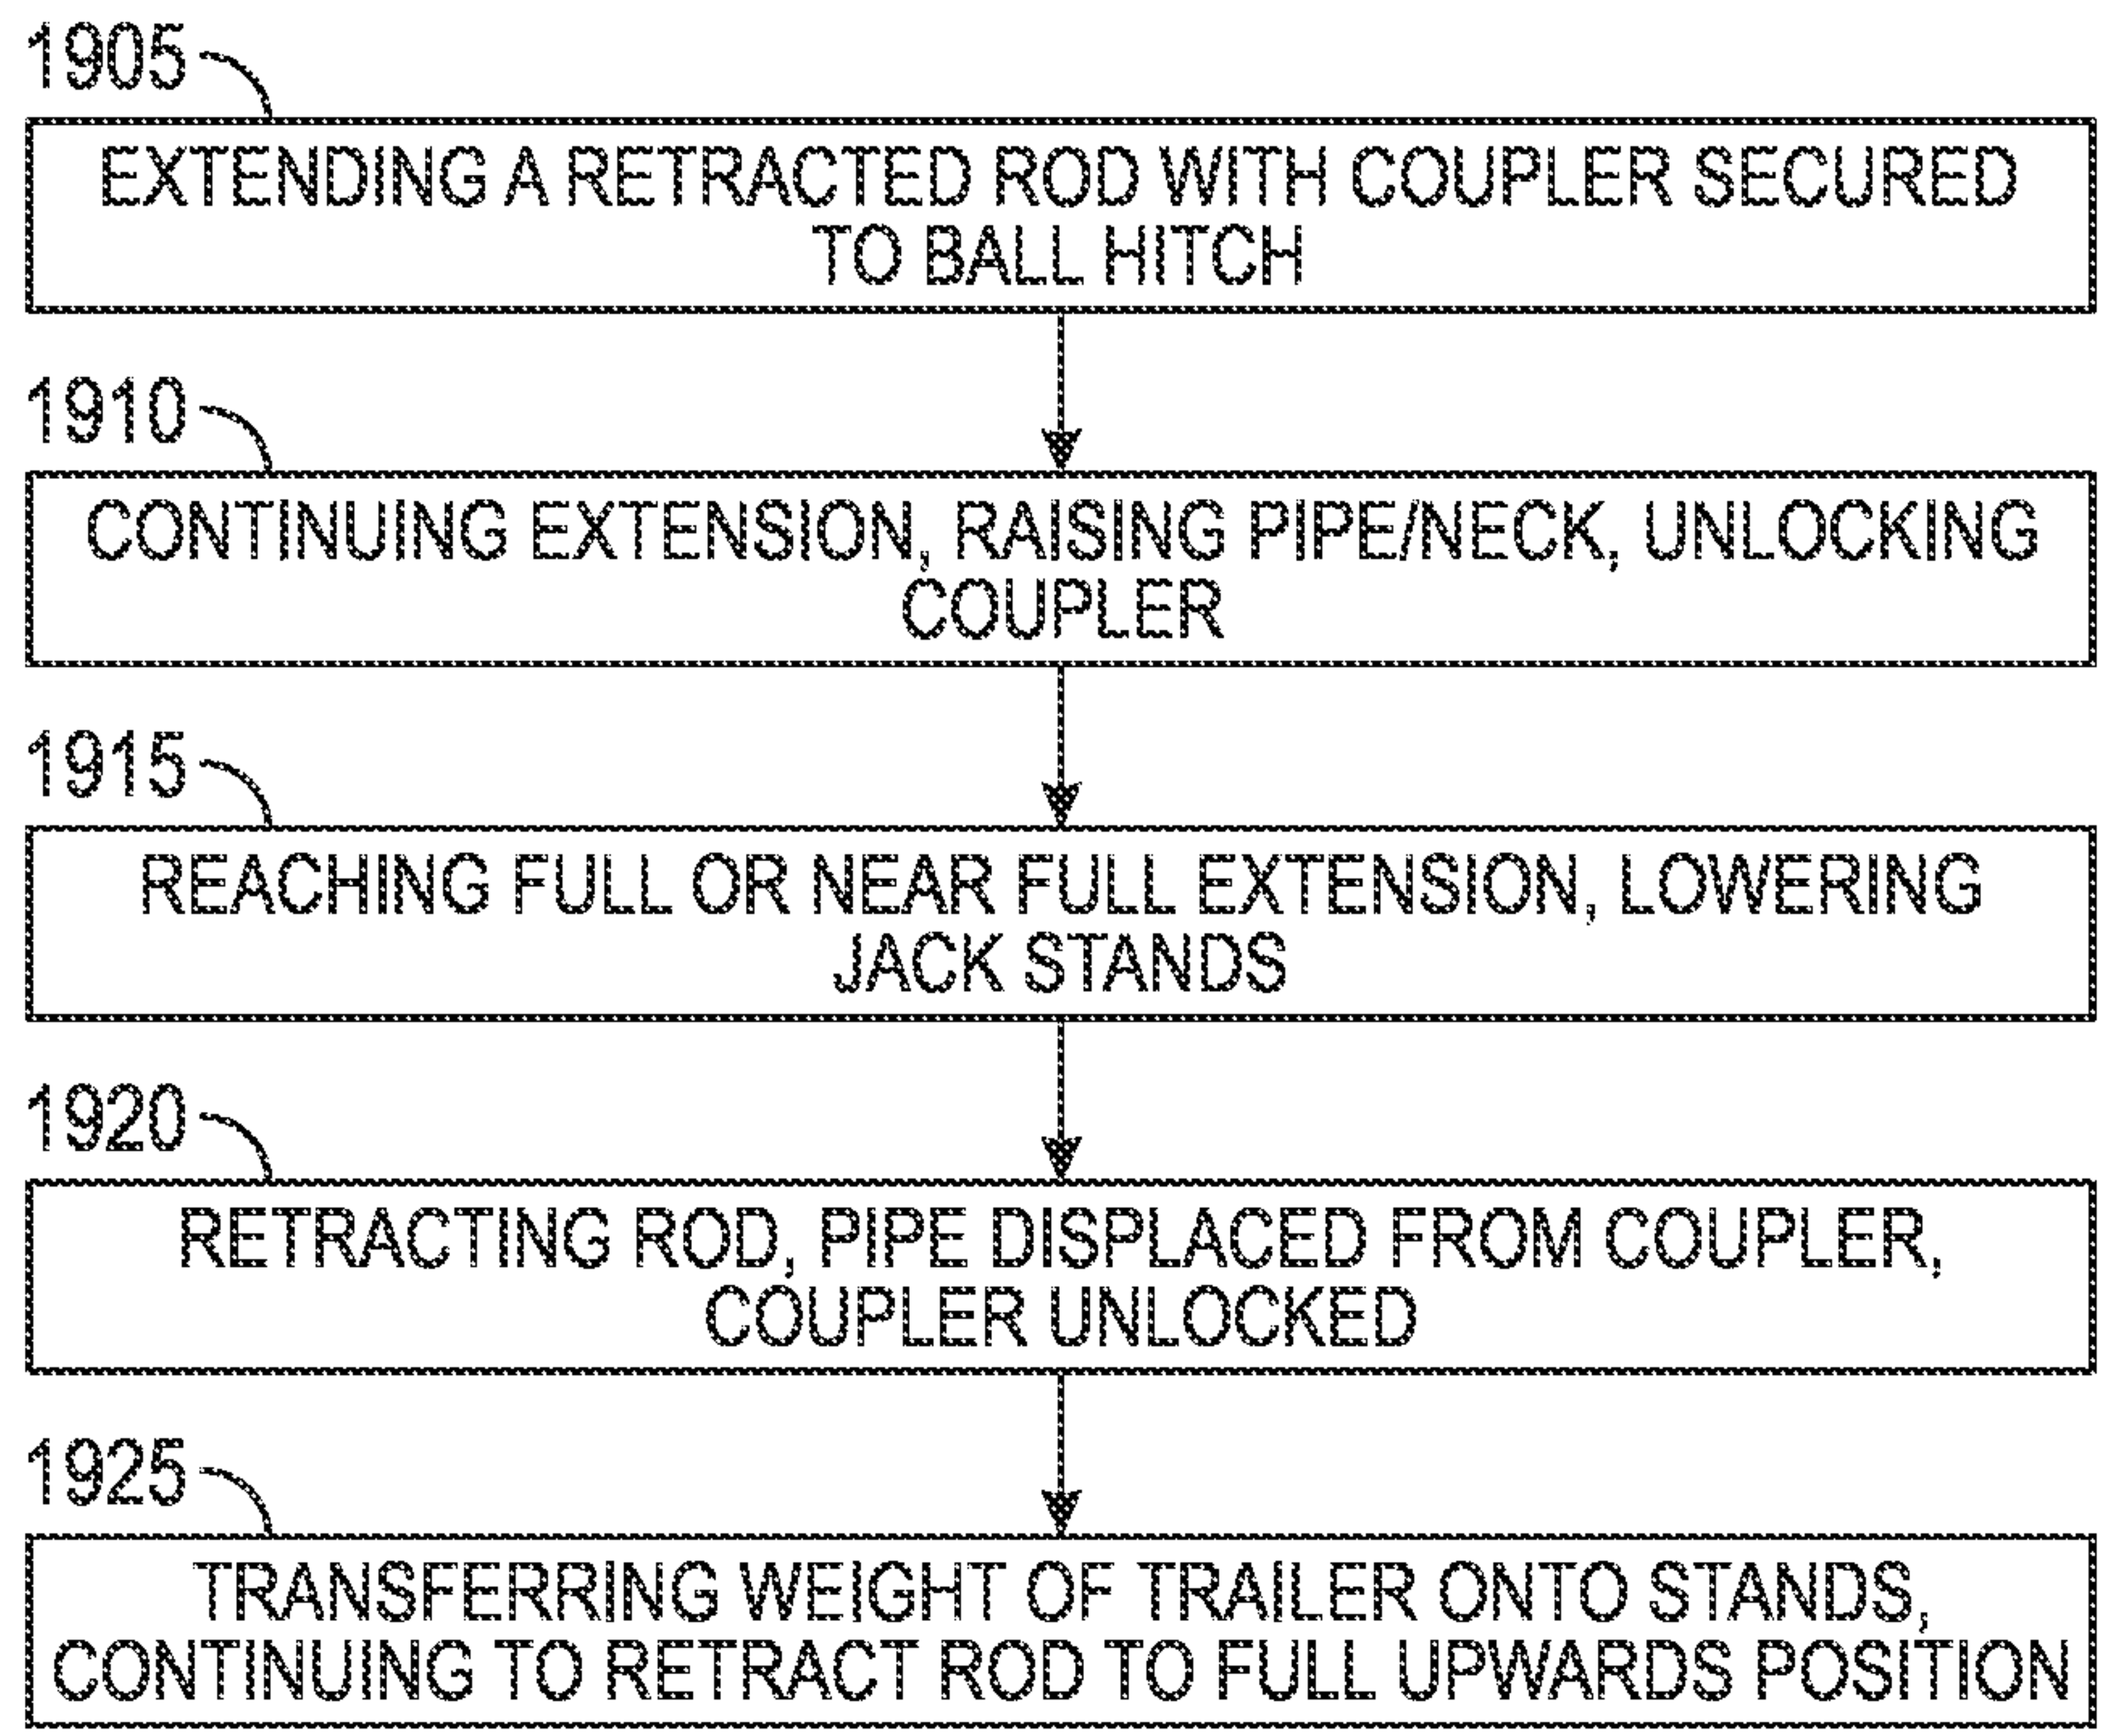 1905
EXTENDING A RETRACTED ROD WITH COUPLER SECURED
TO BALL HITCH
1910
CONTINUING EXTENSION, RAISING PIPE/NECK, UNLOCKING
COUPLER
1915
REACHING FULL OR NEAR FULL EXTENSION, LOWERING
JACK STANDS
1920
RETRACTING ROD, PIPE DISPLACED FROM COUPLER,
COUPLER UNLOCKED
1925
TRANSFERRING WEIGHT OF TRAILER ONTO STANDS,
CONTINUING TO RETRACT ROD TO FULL UPWARDS POSITION